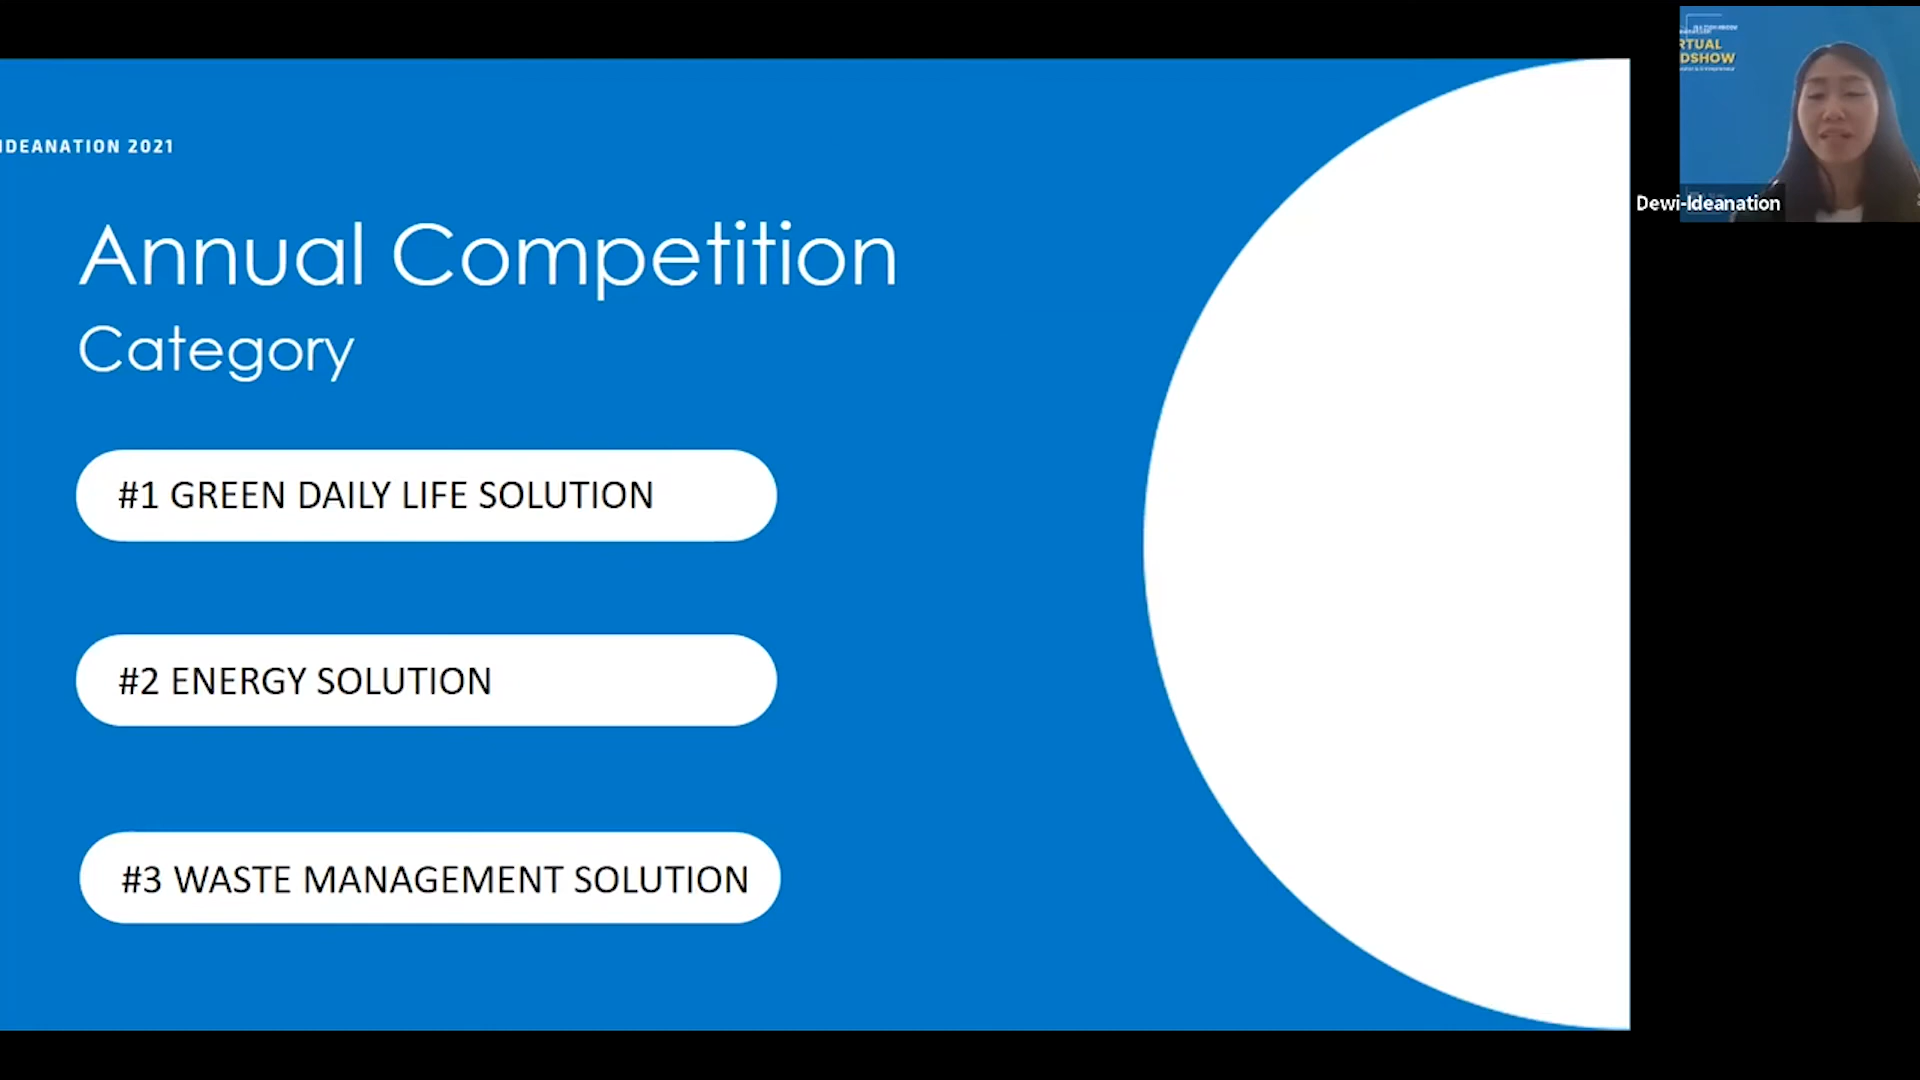 IDEANATION 2021
Annual Competition
Category
#1 GREEN DAILY LIFE SOLUTION
#2 ENERGY SOLUTION
#3 WASTE MANAGEMENT SOLUTION
RTUAL
DSHOW
Dewi-Ideanation